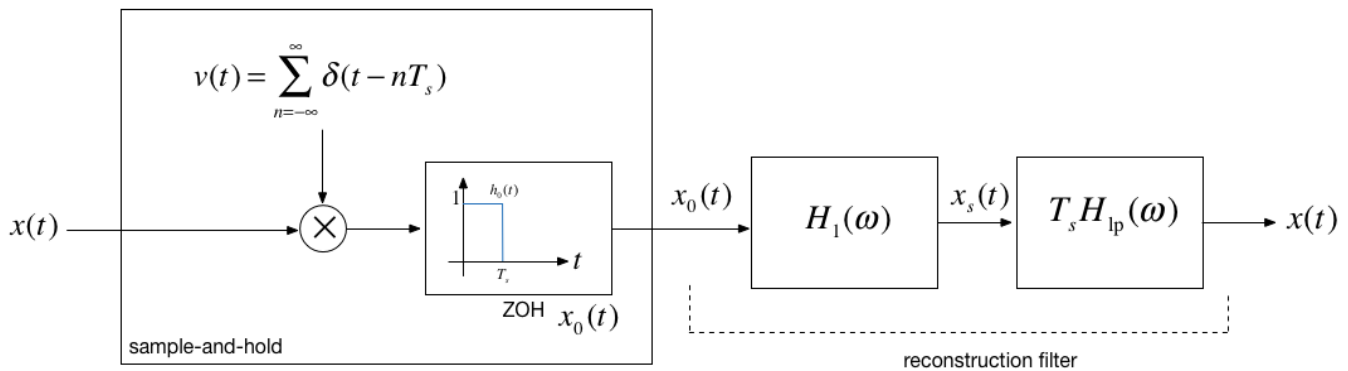 v(t) = ∑_{n=−∞}^{∞} δ(t − nT_s)
1
h_0(t)
t
T_s
x(t)
x_0(t)
H_1(ω)
x_s(t)
T_s H_lp(ω)
x(t)
ZOH x_0(t)
sample-and-hold
reconstruction filter